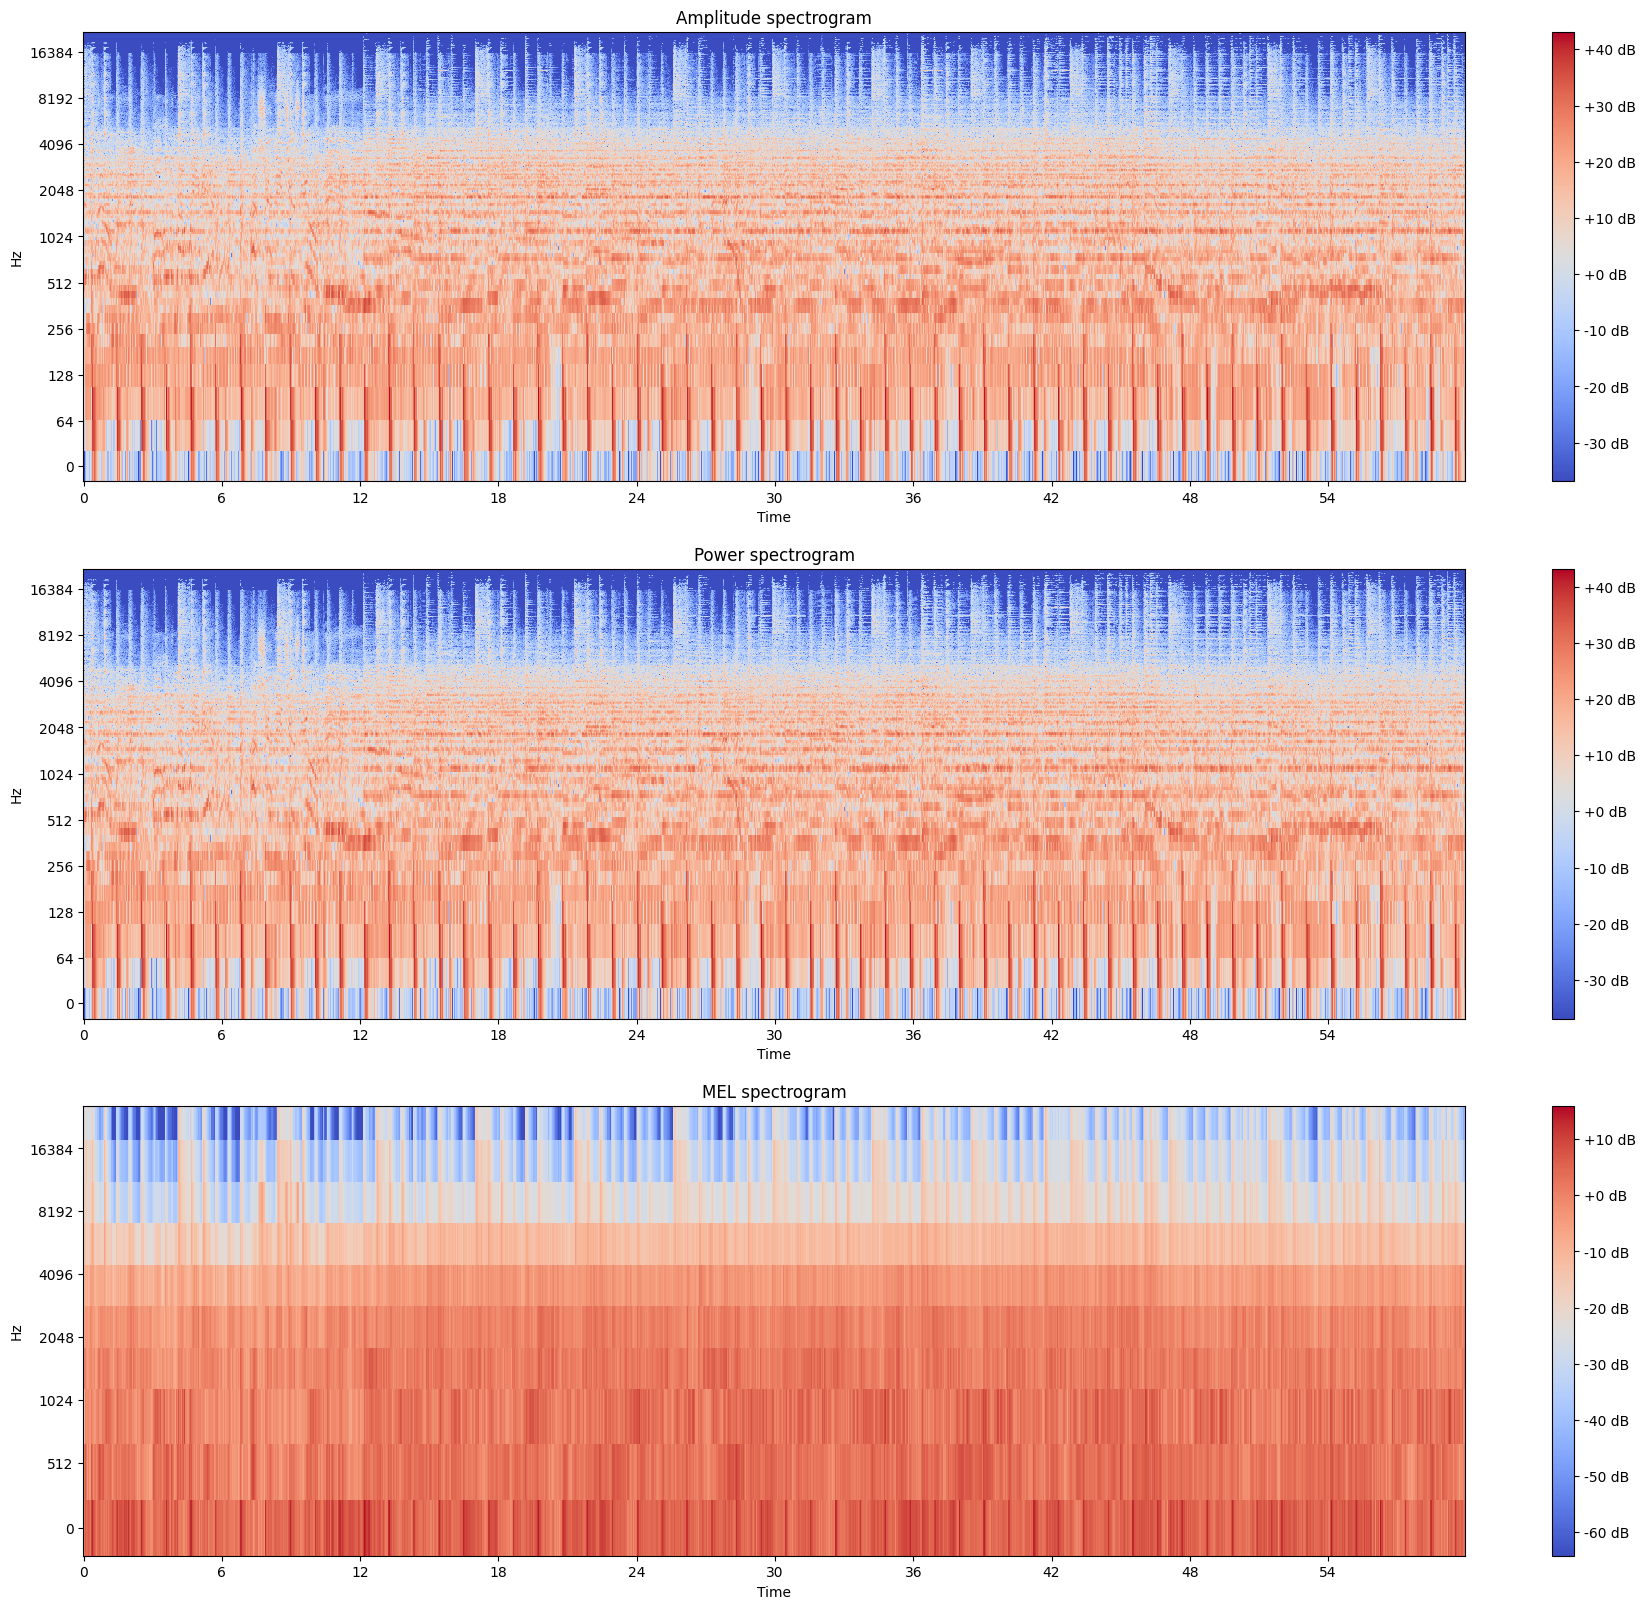 Amplitude spectrogram
16384
8192
4096
2048
1024
512
256
128
64
0
Hz
0 6 12 18 24 30 36 42 48 54
Time
+40 dB
+30 dB
+20 dB
+10 dB
+0 dB
-10 dB
-20 dB
-30 dB
Power spectrogram
16384
8192
4096
2048
1024
512
256
128
64
0
Hz
0 6 12 18 24 30 36 42 48 54
Time
+40 dB
+30 dB
+20 dB
+10 dB
+0 dB
-10 dB
-20 dB
-30 dB
MEL spectrogram
16384
8192
4096
2048
1024
512
0
Hz
0 6 12 18 24 30 36 42 48 54
Time
+10 dB
+0 dB
-10 dB
-20 dB
-30 dB
-40 dB
-50 dB
-60 dB